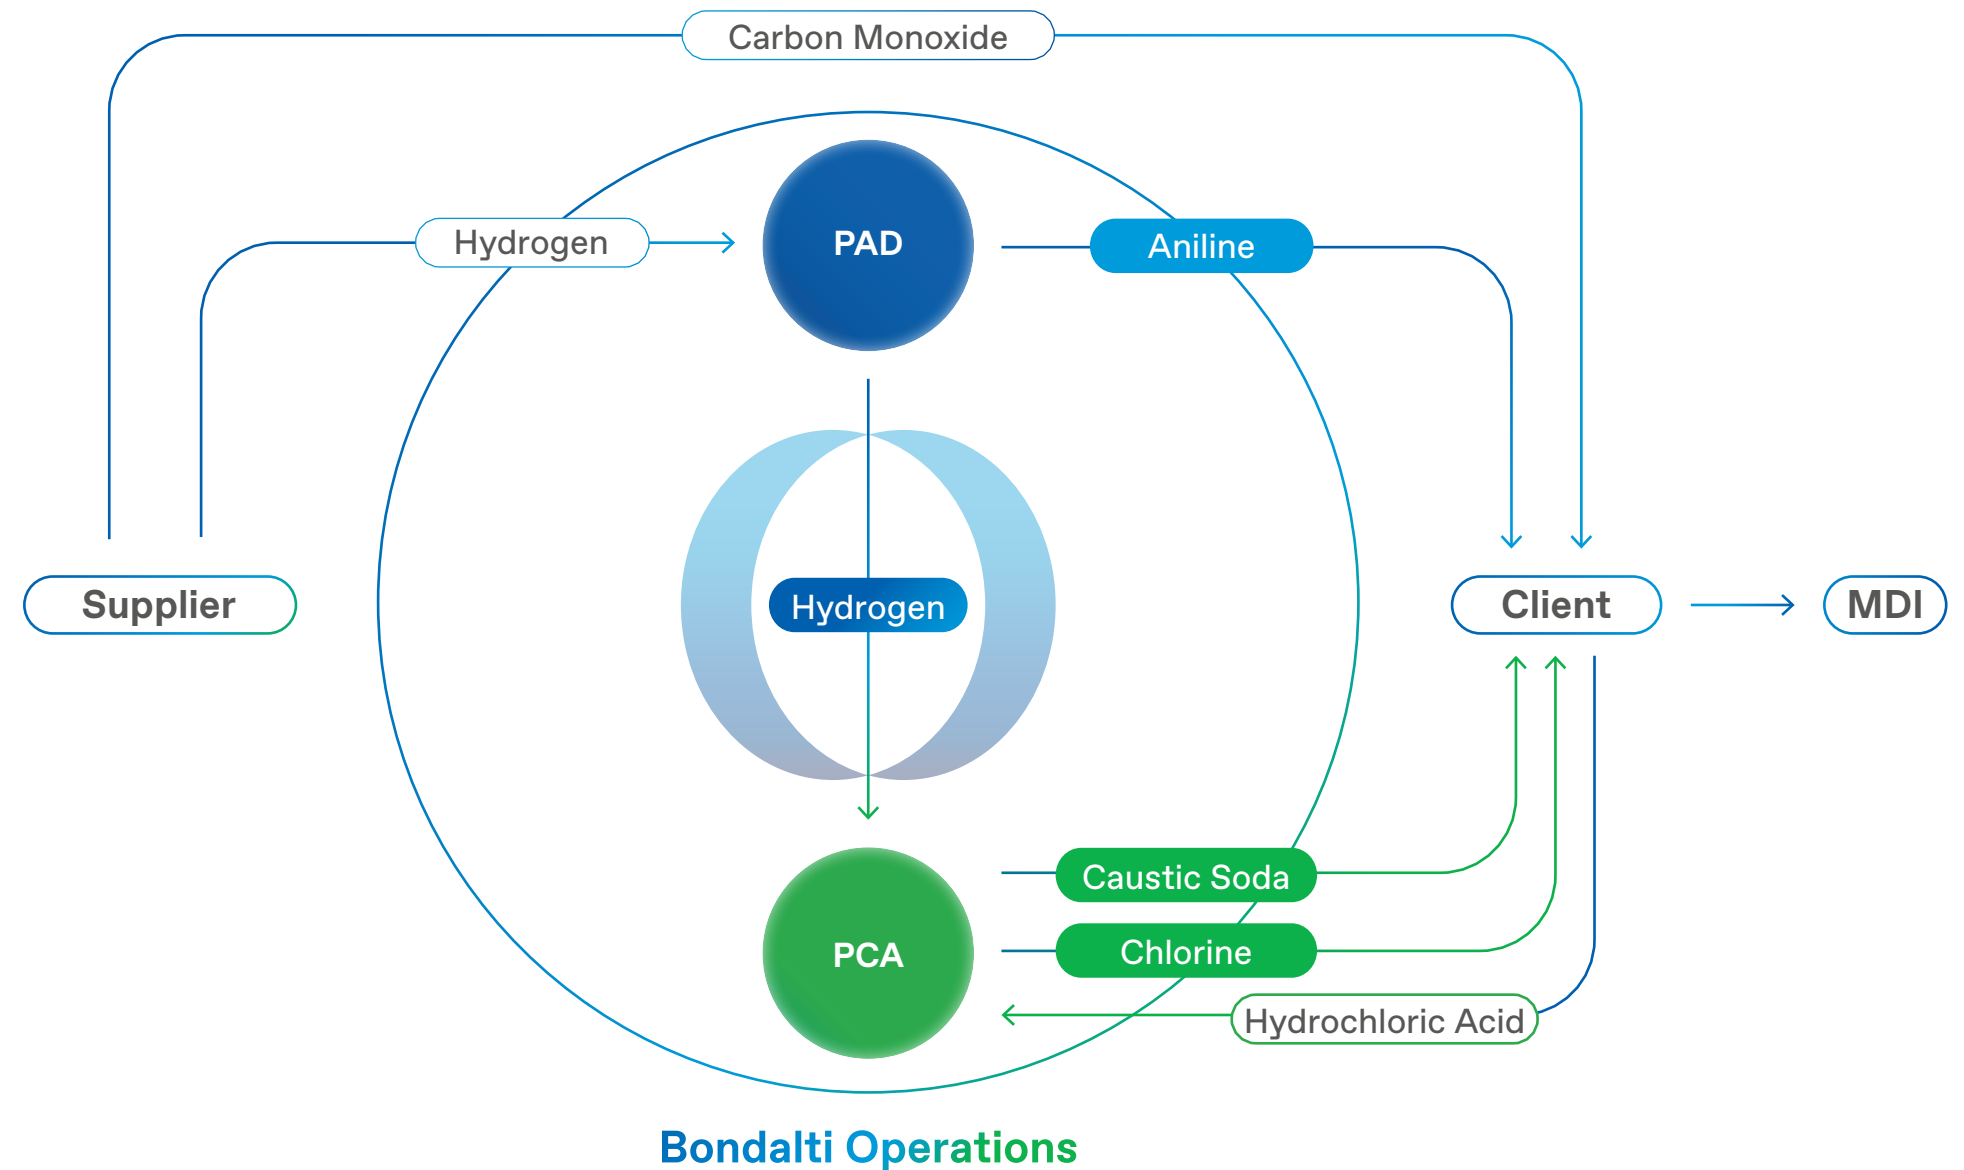 Carbon Monoxide
Hydrogen
PAD
Aniline
Supplier
Hydrogen
Client
MDI
Caustic Soda
PCA
Chlorine
Hydrochloric Acid
Bondalti Operations